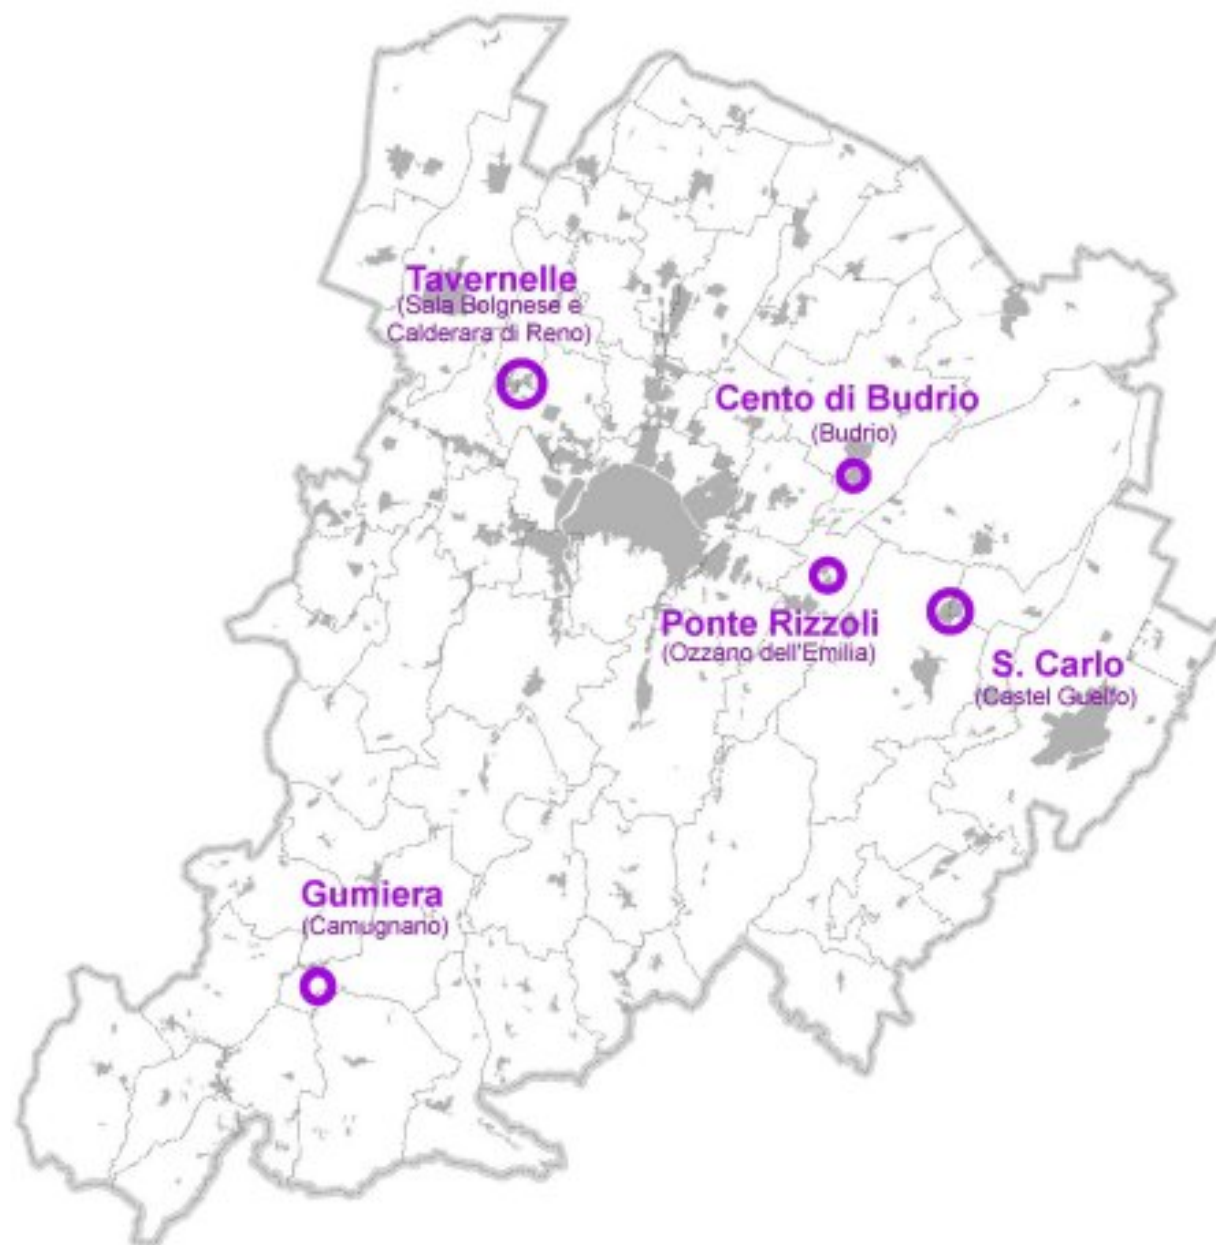 Tavernelle
(Sala Bolgnese e
Calderara di Reno)
Cento di Budrio
(Budrio)
Ponte Rizzoli
(Ozzano dell'Emilia)
S. Carlo
(Castel Guelfo)
Gumiera
(Camugnano)